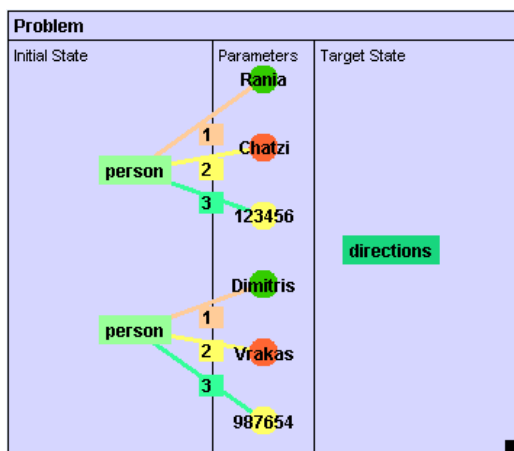 Problem
Initial State
Parameters
Target State
Rania
1
Chatzi
person
2
3
123456
directions
Dimitris
person
1
2
Vrakas
3
987654